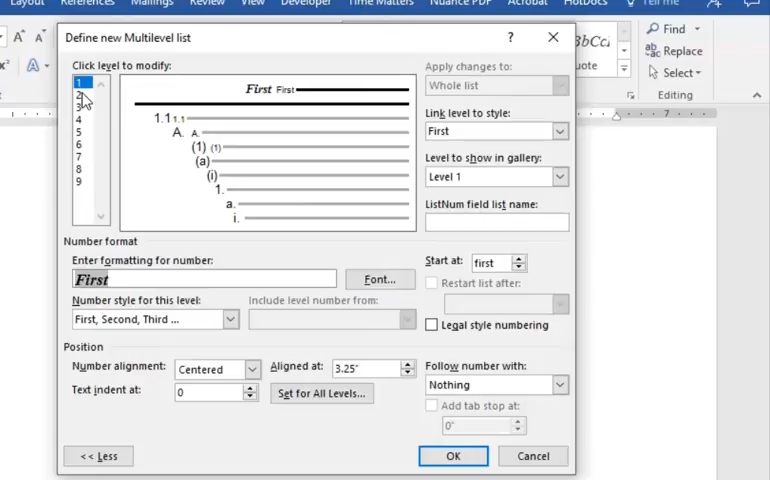 Layout References Mailings Review View Developer Time Matters Nuance PDF Acrobat HotDocs Tell me
A A
Find
Replace
Select
Editing
7
Define new Multilevel list ?
Click level to modify:
1
2
3
4
5
6
7
8
9
First First
1.1 1.1
A. A.
(1) (1)
(a)
(i)
1.
a.
i.
Apply changes to:
Whole list
Link level to style:
First
Level to show in gallery:
Level 1
ListNum field list name:
Number format
Enter formatting for number:
First
Font...
Number style for this level:
First, Second, Third ...
Include level number from:
Start at: first
Restart list after:
Legal style numbering
Position
Number alignment: Centered
Aligned at: 3.25"
Text indent at: 0
Set for All Levels...
Follow number with:
Nothing
Add tab stop at:
0"
<< Less
OK
Cancel